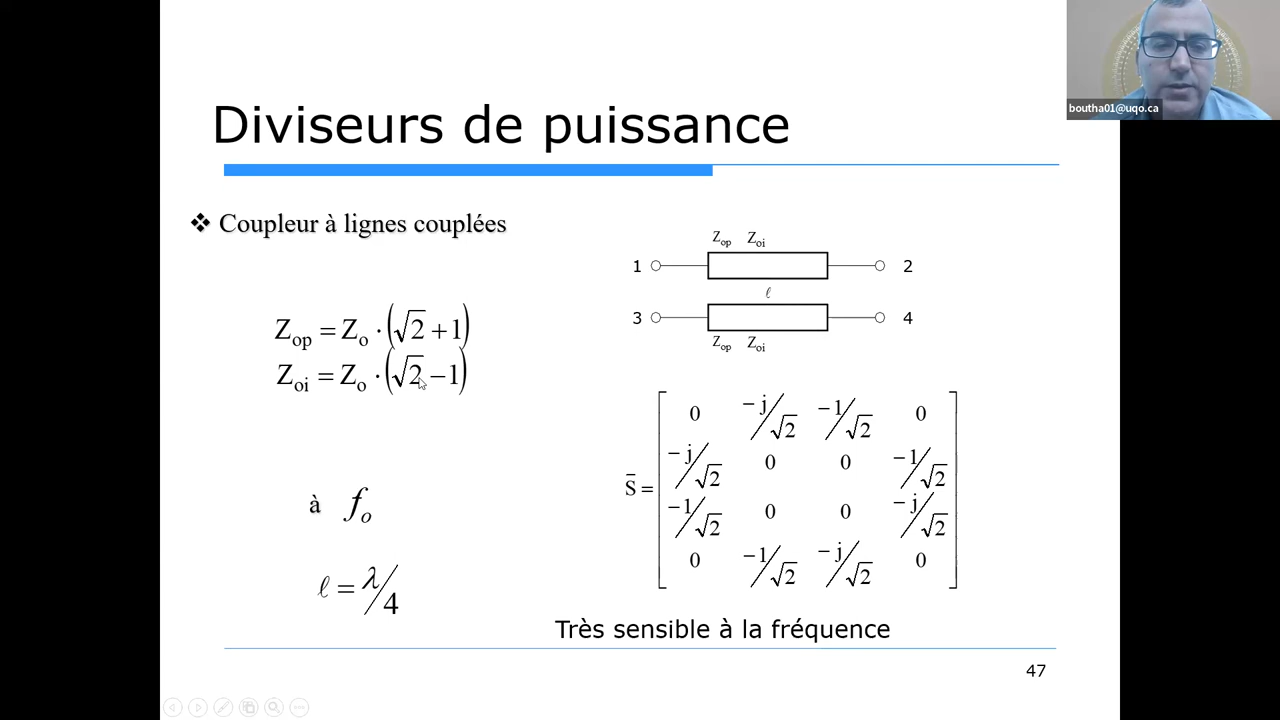 boutha01@uqo.ca
Diviseurs de puissance
❖ Coupleur à lignes couplées
Z_op = Z_o · (√2 + 1)
Z_oi = Z_o · (√2 − 1)
à f_o
ℓ = λ/4
Z_op Z_oi
1 2
ℓ
3 4
Z_op Z_oi
S̄ =
0 −j/√2 −1/√2 0
−j/√2 0 0 −1/√2
−1/√2 0 0 −j/√2
0 −1/√2 −j/√2 0
Très sensible à la fréquence
47